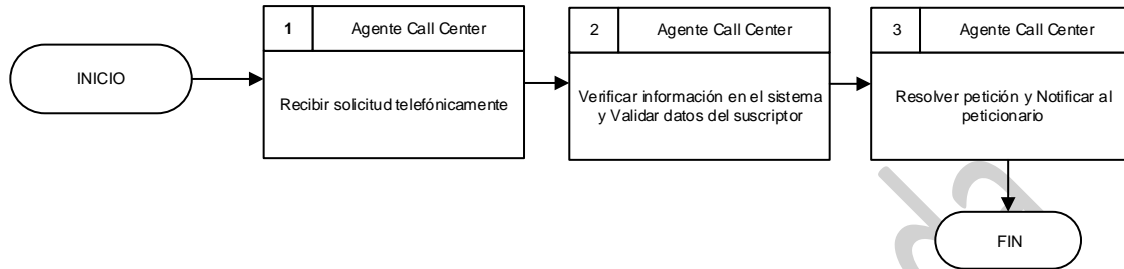 1 Agente Call Center
2 Agente Call Center
3 Agente Call Center
INICIO
Recibir solicitud telefónicamente
Verificar información en el sistema
y Validar datos del suscriptor
Resolver petición y Notificar al
peticionario
FIN